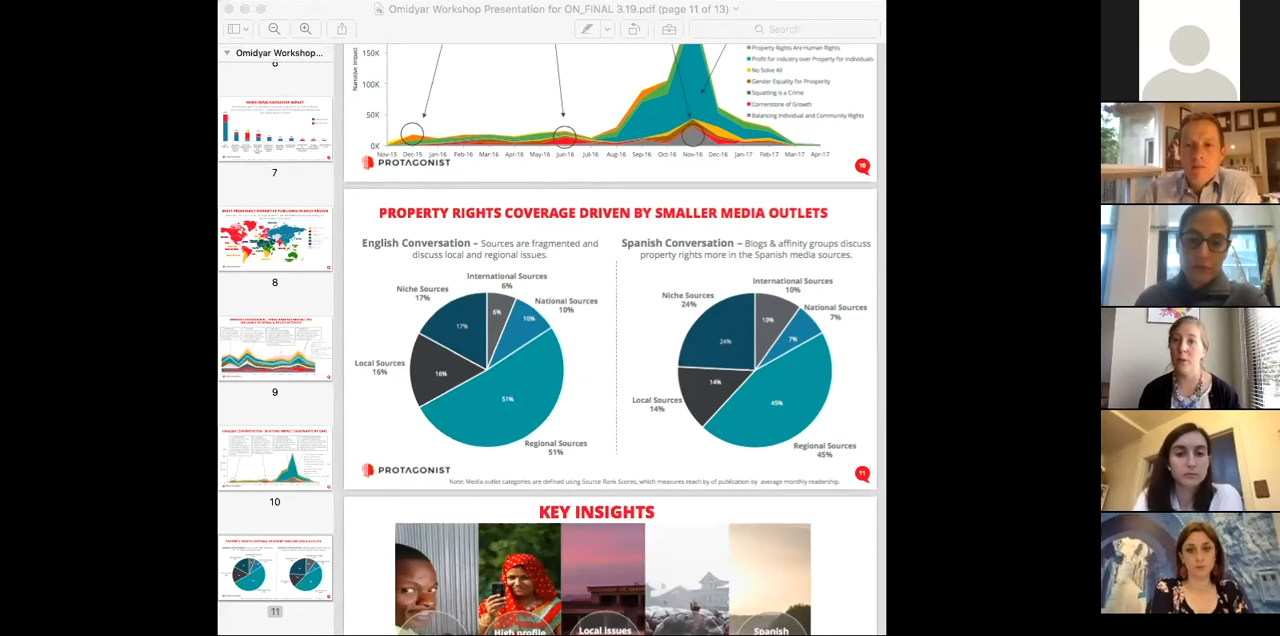 Omidyar Workshop Presentation for ON_FINAL 3.19.pdf (page 11 of 13)
Search
Omidyar Workshop...
6
7
8
9
10
11
150K
100K
50K
0K
Narrative Impact
Nov-15 Dec-15 Jan-16 Feb-16 Mar-16 Apr-16 May-16 Jun-16 Jul-16 Aug-16 Sep-16 Oct-16 Nov-16 Dec-16 Jan-17 Feb-17 Mar-17 Apr-17
Property Rights Are Human Rights
Profit for Industry over Property for Individuals
No Solve All
Gender Equality for Prosperity
Squatting is a Crime
Cornerstone of Growth
Balancing Individual and Community Rights
PROTAGONIST
10
PROPERTY RIGHTS COVERAGE DRIVEN BY SMALLER MEDIA OUTLETS
English Conversation – Sources are fragmented and
discuss local and regional issues.
International Sources
6%
Niche Sources
17%
National Sources
10%
Local Sources
16%
Regional Sources
51%
6%
10%
17%
16%
51%
Spanish Conversation – Blogs & affinity groups discuss
property rights more in the Spanish media sources.
International Sources
10%
Niche Sources
24%
National Sources
7%
Local Sources
14%
Regional Sources
45%
10%
7%
24%
14%
45%
PROTAGONIST
11
Note: Media outlet categories are defined using Source Rank Scores, which measures reach by of publication by average monthly readership.
KEY INSIGHTS
High profile
Local issues
Spanish